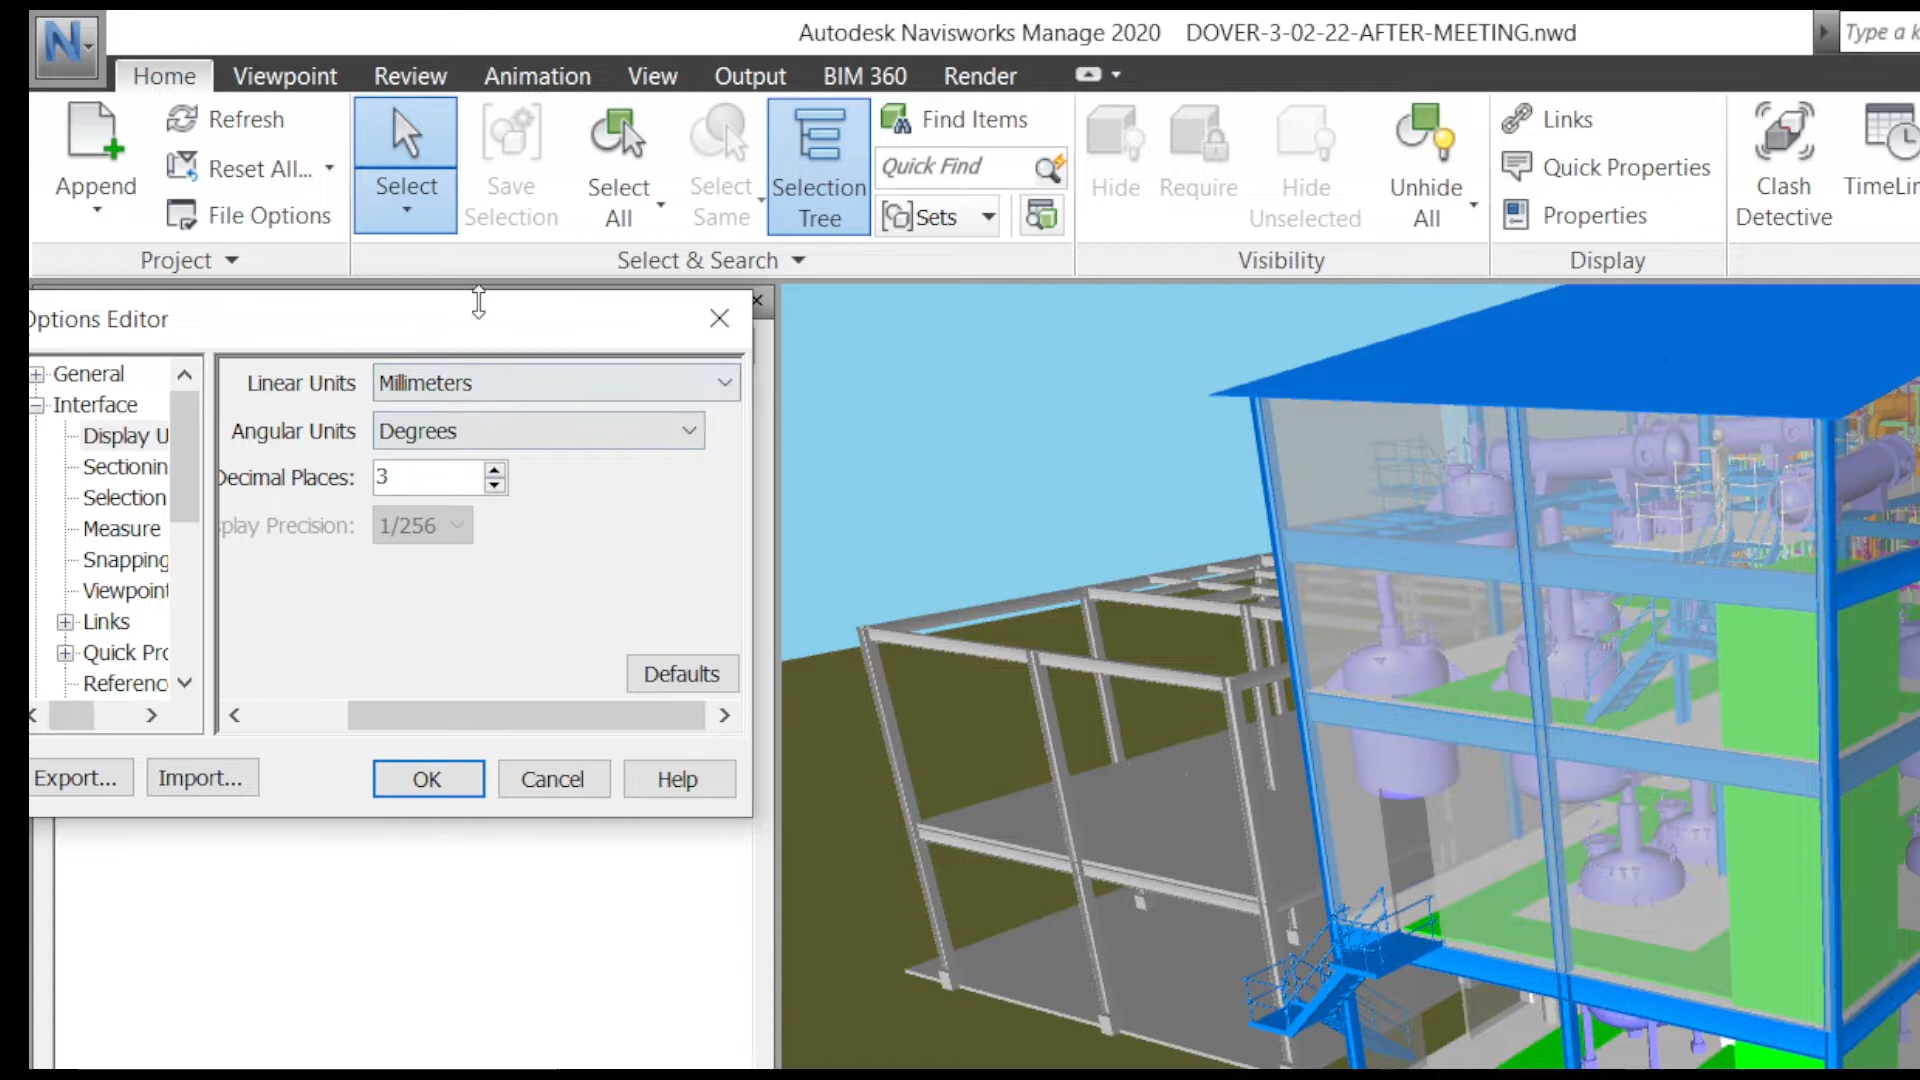 Autodesk Navisworks Manage 2020 DOVER-3-02-22-AFTER-MEETING.nwd
Type a k
Home Viewpoint Review Animation View Output BIM 360 Render
Append
Refresh
Reset All...
File Options
Project
Select
Save
Selection
Select
All
Select
Same
Selection
Tree
Find Items
Quick Find
Sets
Select & Search
Hide
Require
Hide
Unselected
Unhide
All
Visibility
Links
Quick Properties
Properties
Display
Clash
Detective
TimeLin
Options Editor
General
Interface
Display U
Sectionin
Selection
Measure
Snapping
Viewpoint
Links
Quick Pro
Referenc
Linear Units Millimeters
Angular Units Degrees
Decimal Places: 3
play Precision: 1/256
Defaults
Export... Import... OK Cancel Help